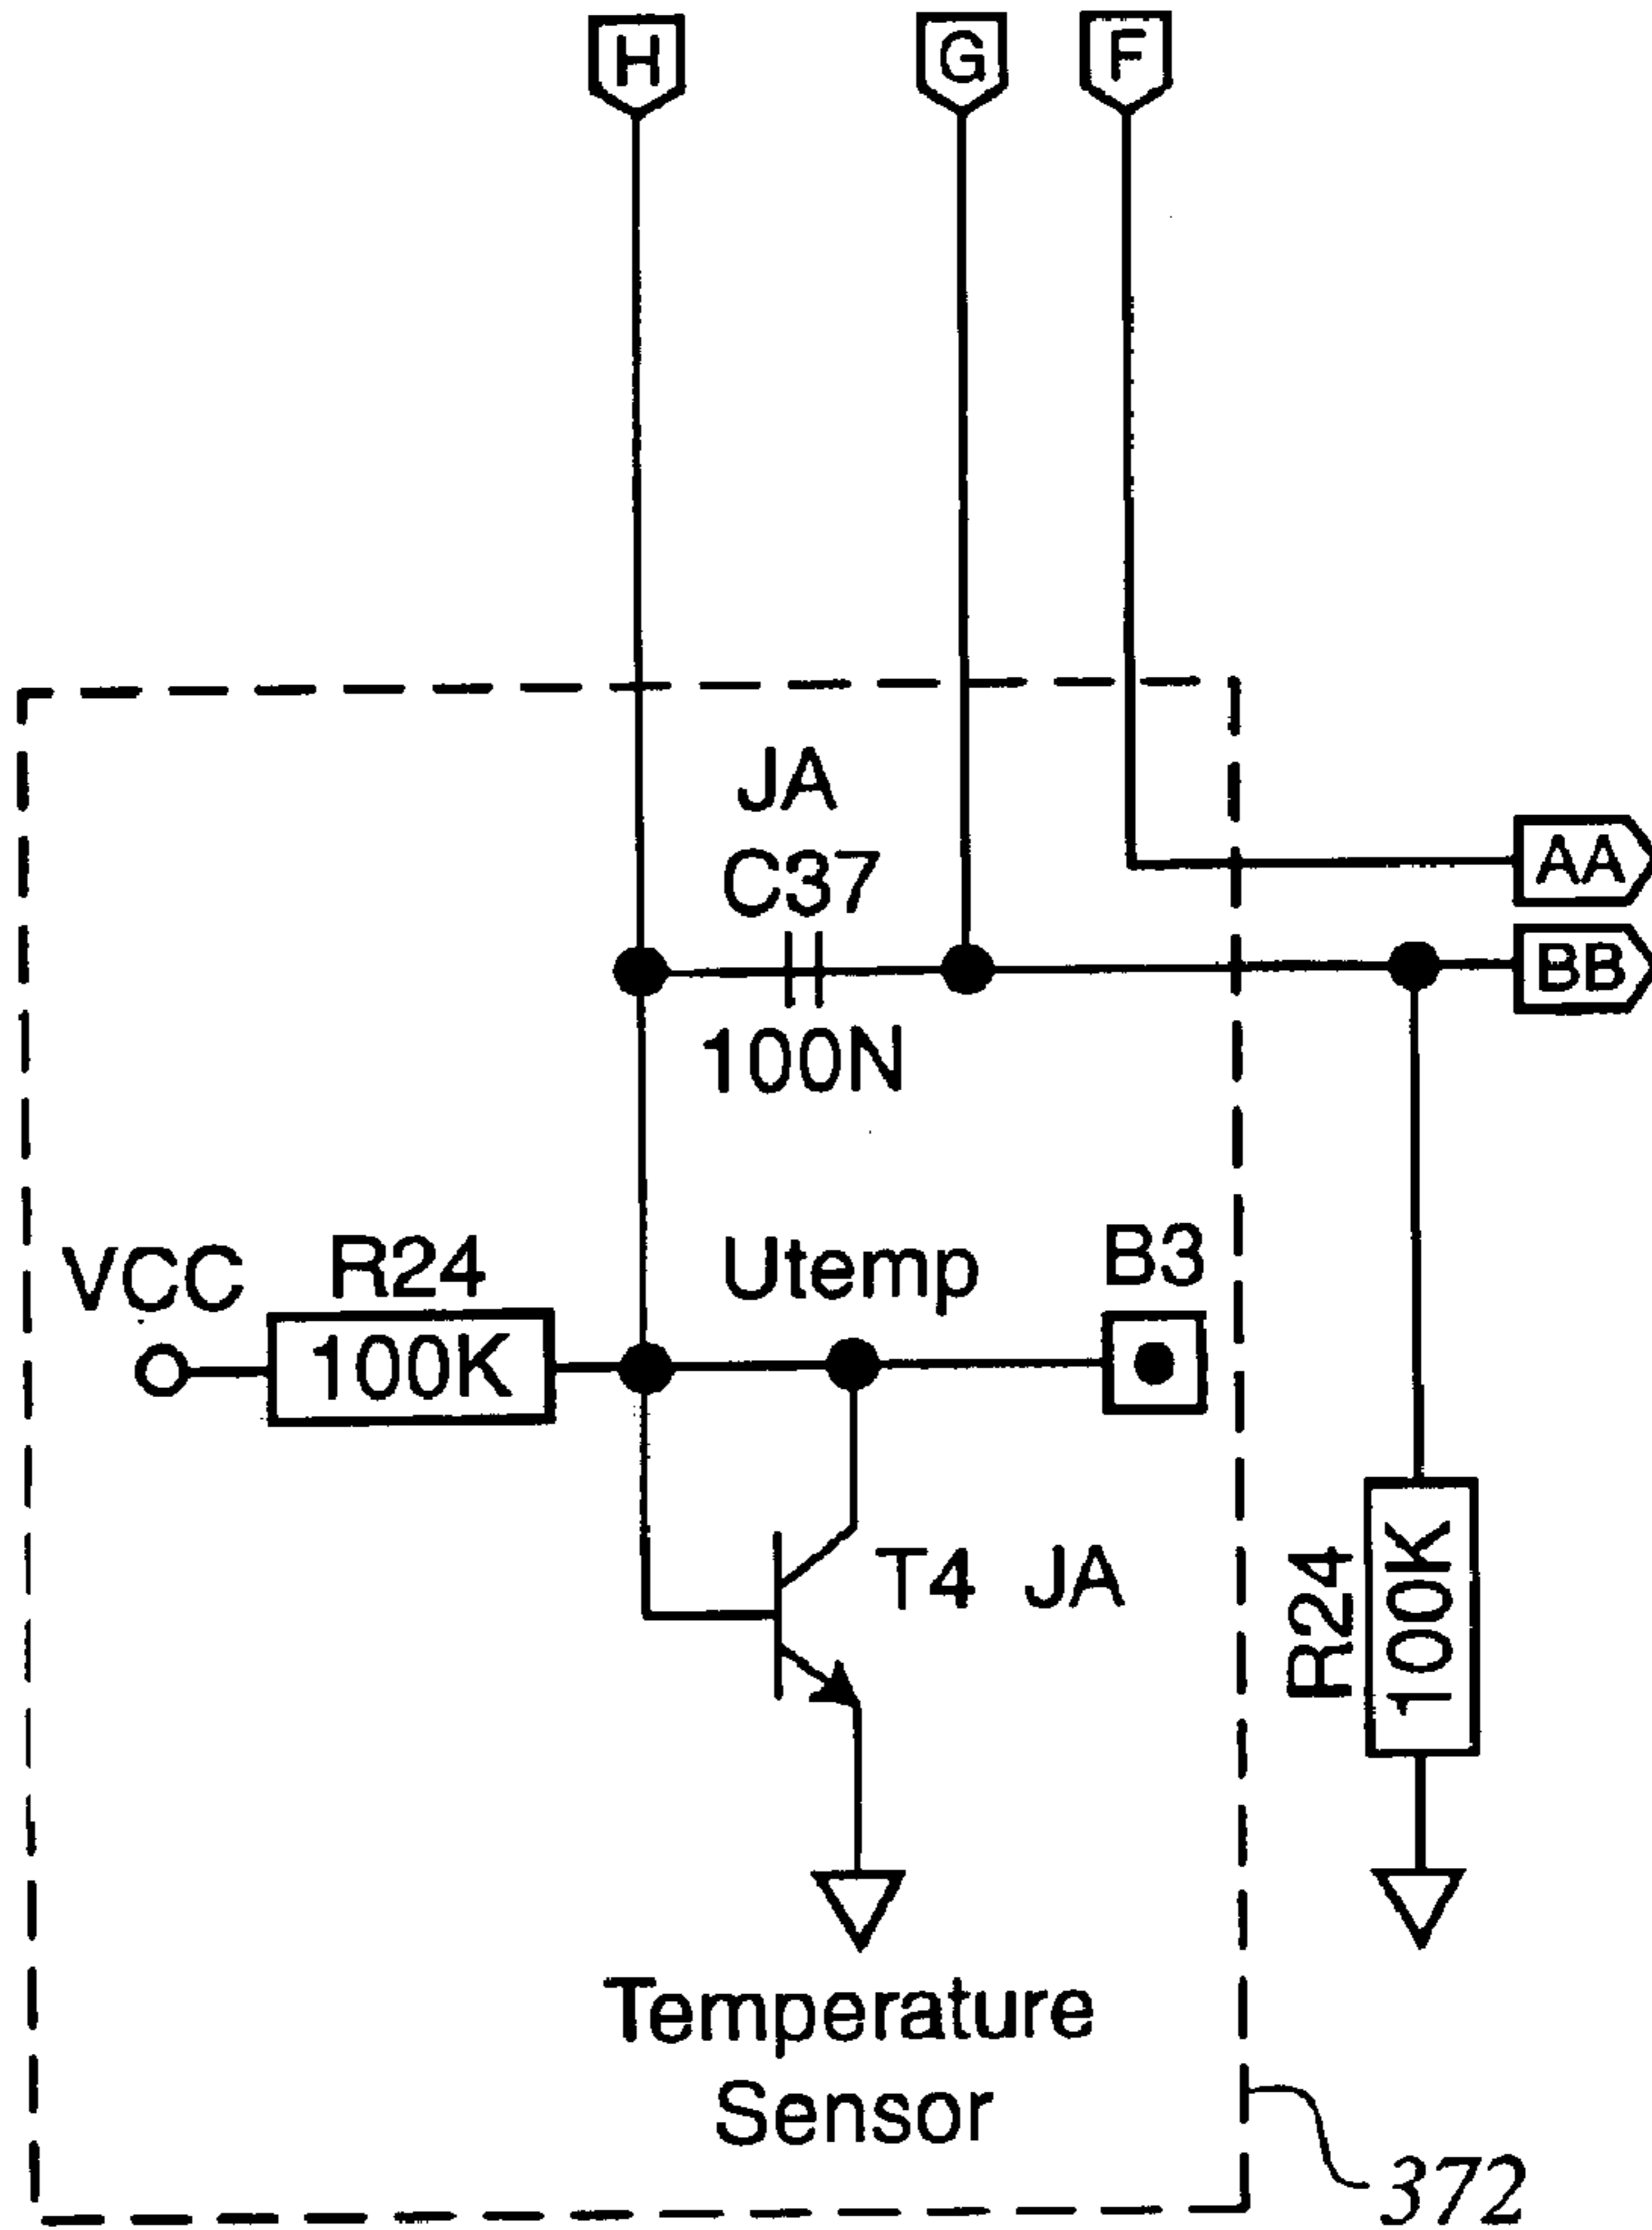 H G F
JA
C37
AA
BB
100N
VCC R24 Utemp B3
100K
T4 JA
R24
100K
Temperature
Sensor
372